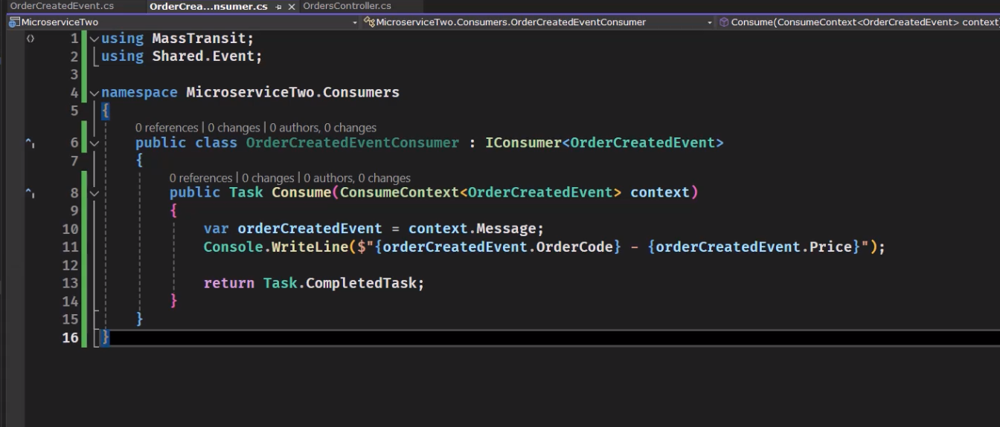 OrderCreatedEvent.cs OrderCrea...nsumer.cs OrdersController.cs
MicroserviceTwo MicroserviceTwo.Consumers.OrderCreatedEventConsumer Consume(ConsumeContext<OrderCreatedEvent> context
1 using MassTransit;
2 using Shared.Event;
3
4 namespace MicroserviceTwo.Consumers
5 {
0 references | 0 changes | 0 authors, 0 changes
6 public class OrderCreatedEventConsumer : IConsumer<OrderCreatedEvent>
7 {
0 references | 0 changes | 0 authors, 0 changes
8 public Task Consume(ConsumeContext<OrderCreatedEvent> context)
9 {
10 var orderCreatedEvent = context.Message;
11 Console.WriteLine($"{orderCreatedEvent.OrderCode} - {orderCreatedEvent.Price}");
12
13 return Task.CompletedTask;
14 }
15 }
16 }